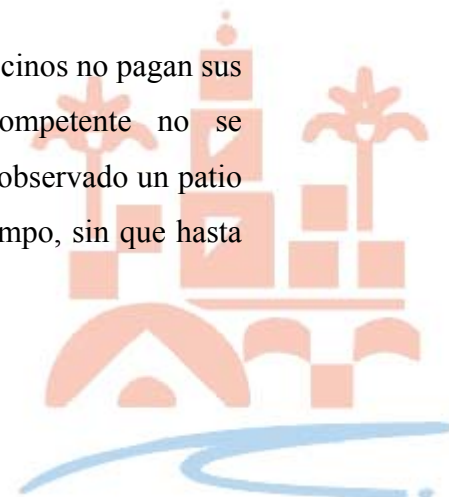 cinos no pagan sus
ompetente no se
observado un patio
mpo, sin que hasta